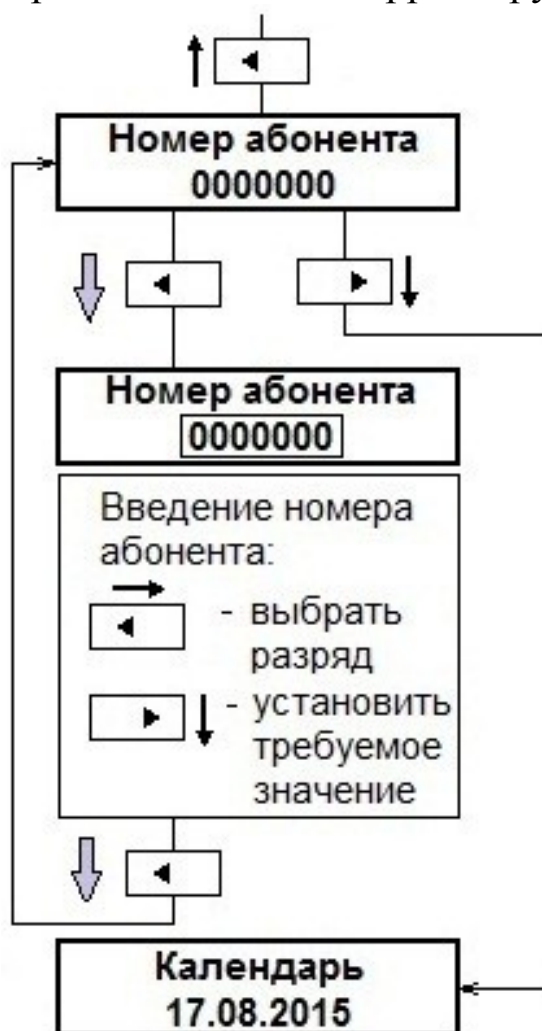 Номер абонента
0000000
Номер абонента
0000000
Введение номера
абонента:
- выбрать
разряд
- установить
требуемое
значение
Календарь
17.08.2015